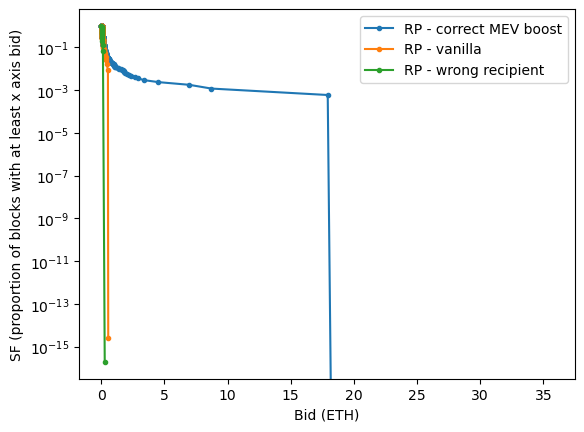 RP - correct MEV boost
RP - vanilla
RP - wrong recipient
SF (proportion of blocks with at least x axis bid)
10⁻¹
10⁻³
10⁻⁵
10⁻⁷
10⁻⁹
10⁻¹¹
10⁻¹³
10⁻¹⁵
0 5 10 15 20 25 30 35
Bid (ETH)